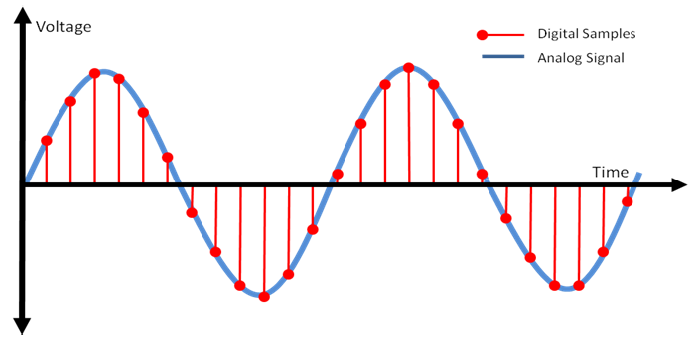 Voltage
Digital Samples
Analog Signal
Time